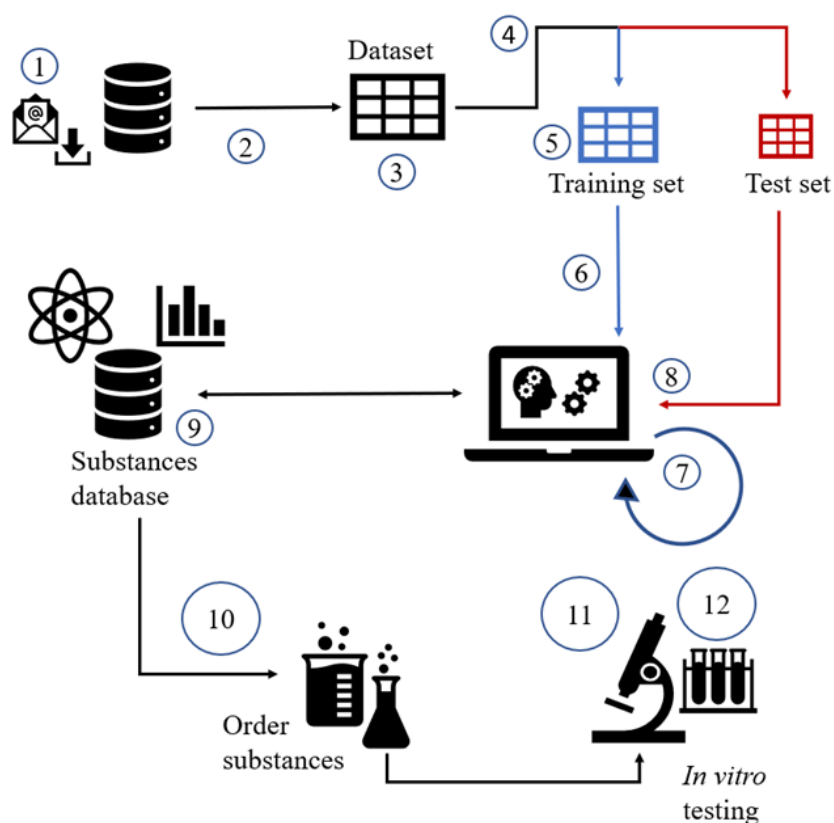 1
@
2
Dataset
3
4
5
Training set
Test set
6
8
7
9
Substances
database
10
Order
substances
11
12
In vitro
testing